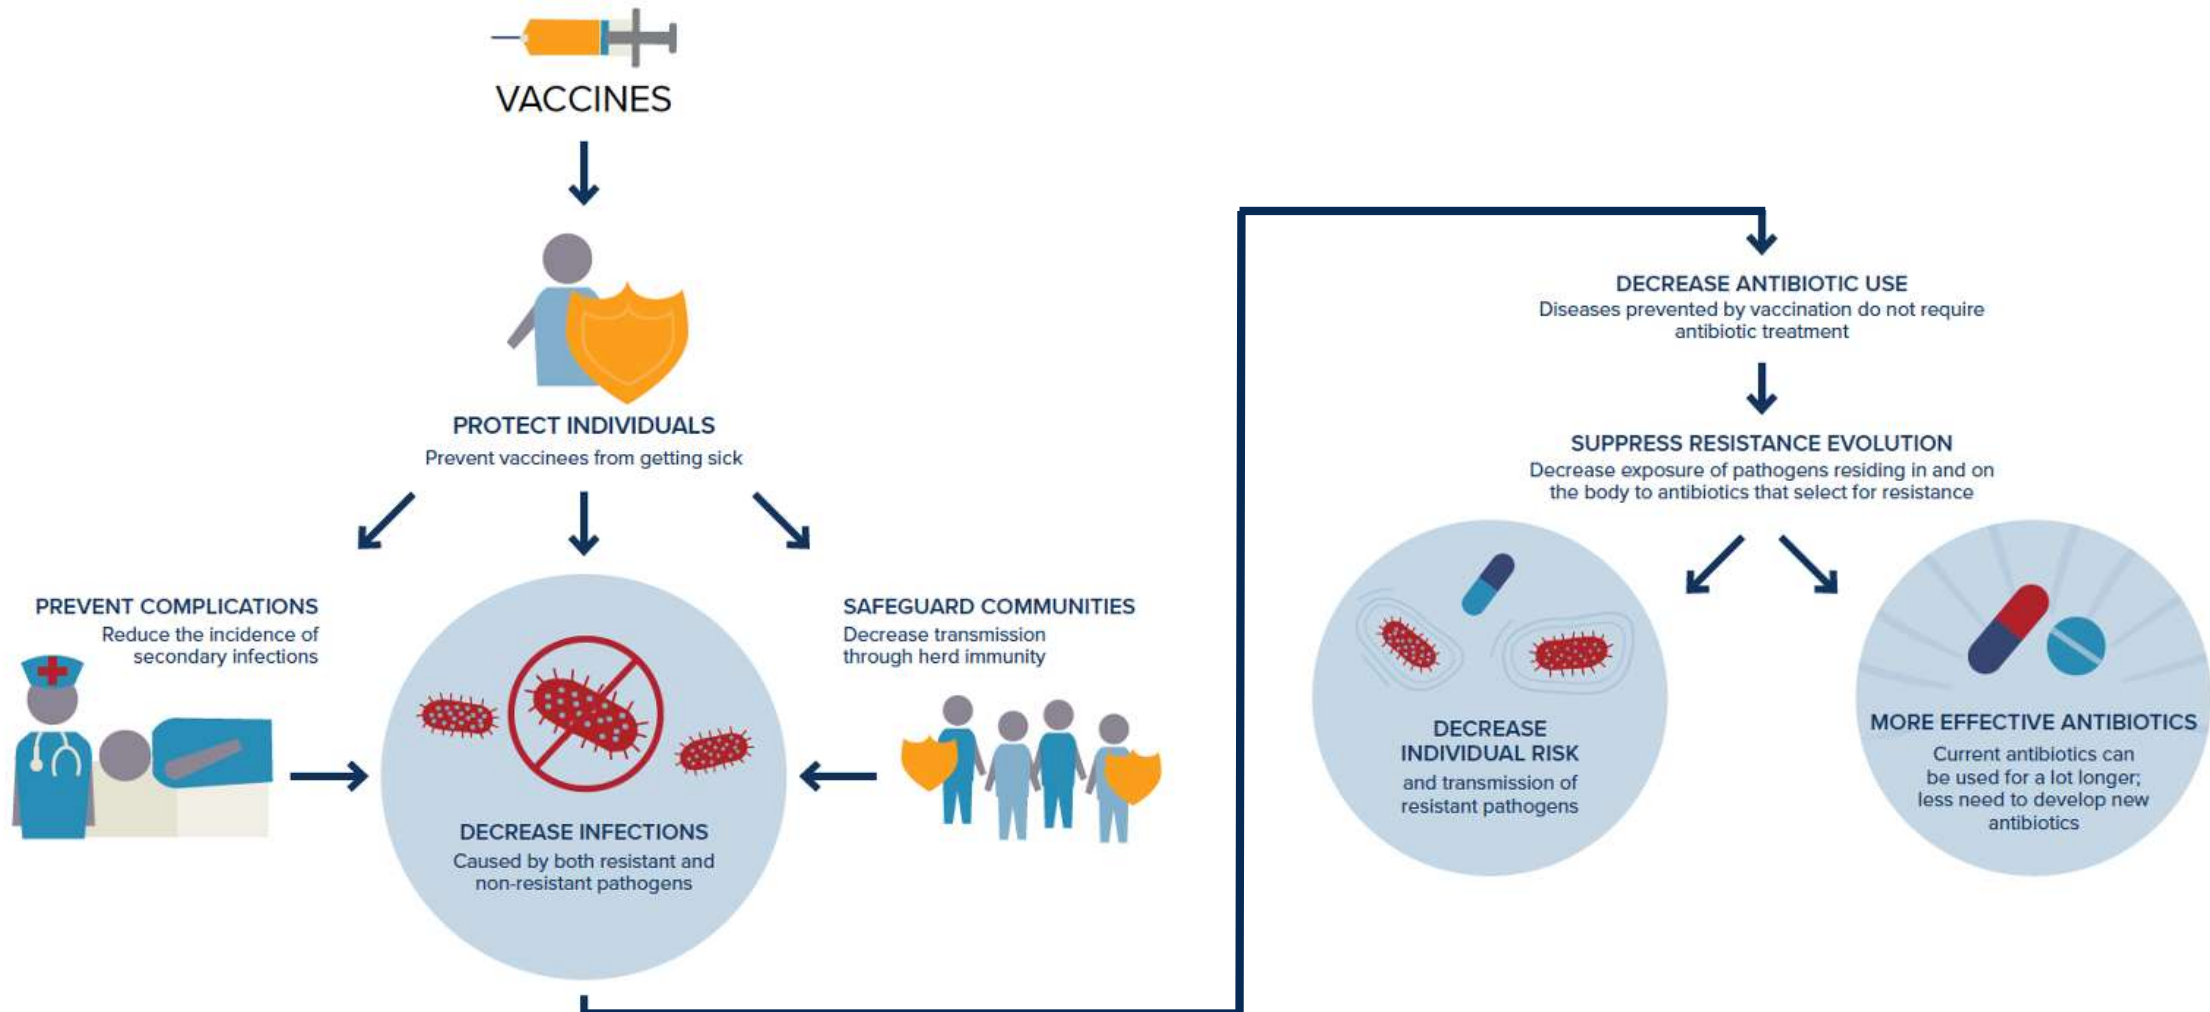 VACCINES
PROTECT INDIVIDUALS
Prevent vaccinees from getting sick
PREVENT COMPLICATIONS
Reduce the incidence of
secondary infections
DECREASE INFECTIONS
Caused by both resistant and
non-resistant pathogens
SAFEGUARD COMMUNITIES
Decrease transmission
through herd immunity
DECREASE ANTIBIOTIC USE
Diseases prevented by vaccination do not require
antibiotic treatment
SUPPRESS RESISTANCE EVOLUTION
Decrease exposure of pathogens residing in and on
the body to antibiotics that select for resistance
DECREASE
INDIVIDUAL RISK
and transmission of
resistant pathogens
MORE EFFECTIVE ANTIBIOTICS
Current antibiotics can
be used for a lot longer;
less need to develop new
antibiotics